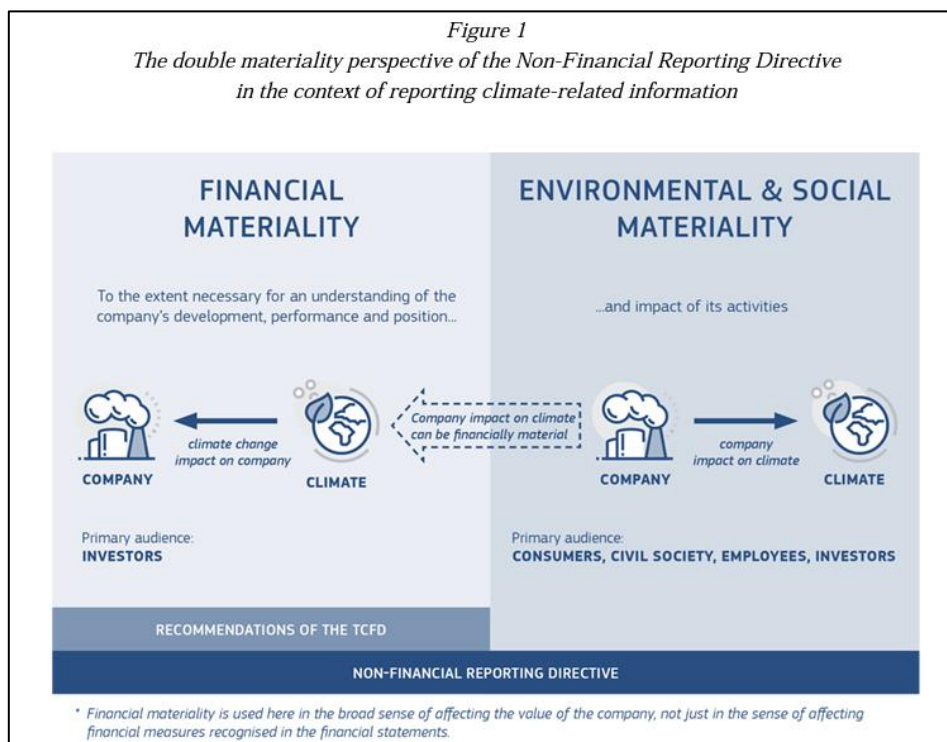 Figure 1
The double materiality perspective of the Non-Financial Reporting Directive
in the context of reporting climate-related information
FINANCIAL
MATERIALITY
To the extent necessary for an understanding of the
company's development, performance and position...
climate change
impact on company
COMPANY
CLIMATE
Primary audience:
INVESTORS
Company impact on climate
can be financially material
ENVIRONMENTAL & SOCIAL
MATERIALITY
...and impact of its activities
company
impact on climate
COMPANY
CLIMATE
Primary audience:
CONSUMERS, CIVIL SOCIETY, EMPLOYEES, INVESTORS
RECOMMENDATIONS OF THE TCFD
NON-FINANCIAL REPORTING DIRECTIVE
* Financial materiality is used here in the broad sense of affecting the value of the company, not just in the sense of affecting
financial measures recognised in the financial statements.